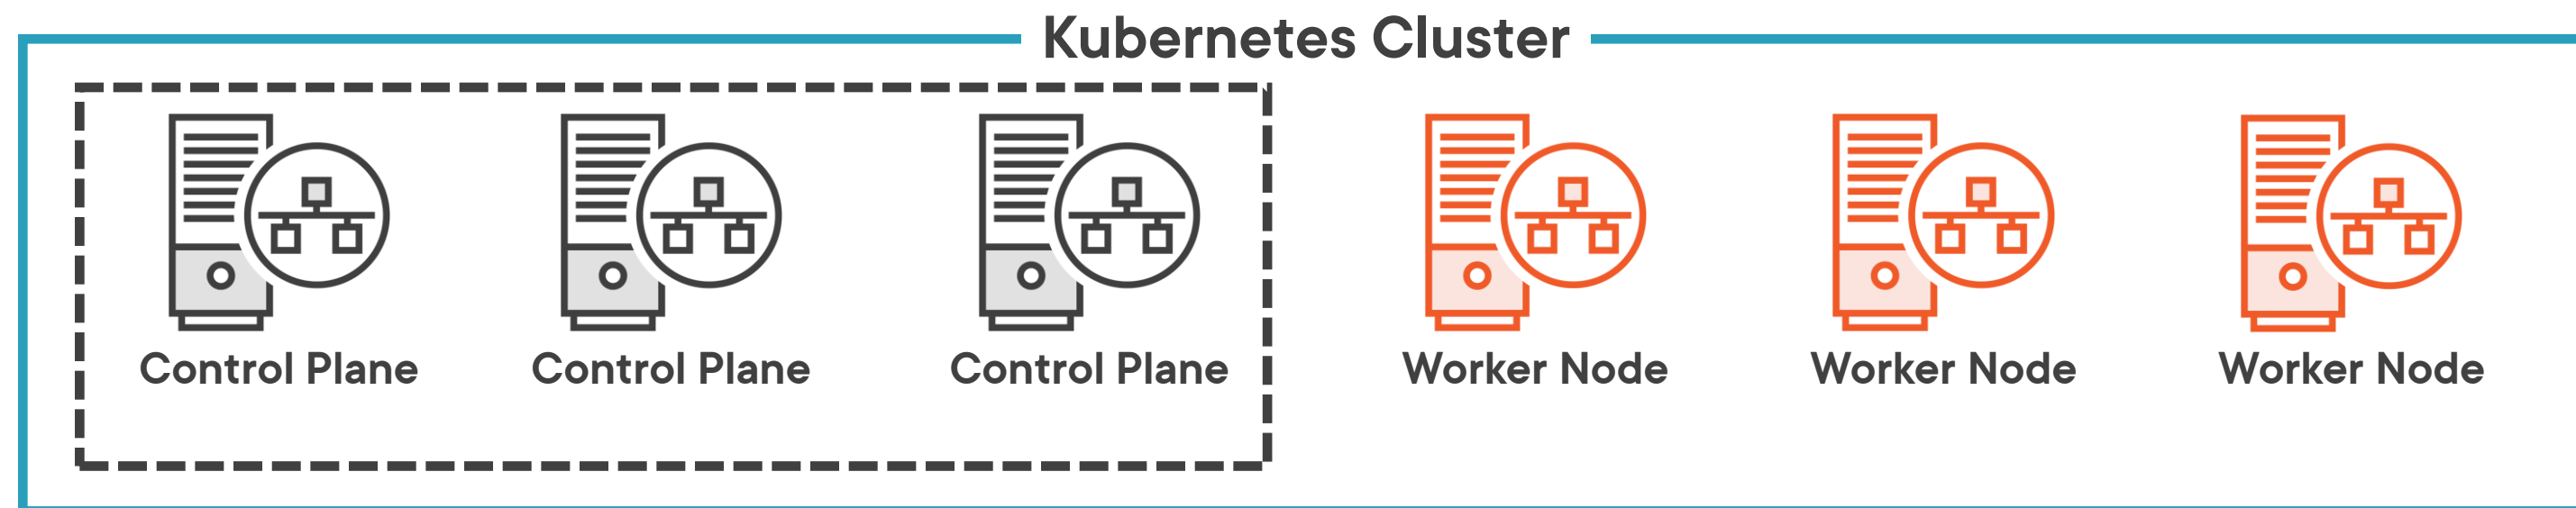 Kubernetes Cluster
Control Plane
Control Plane
Control Plane
Worker Node
Worker Node
Worker Node